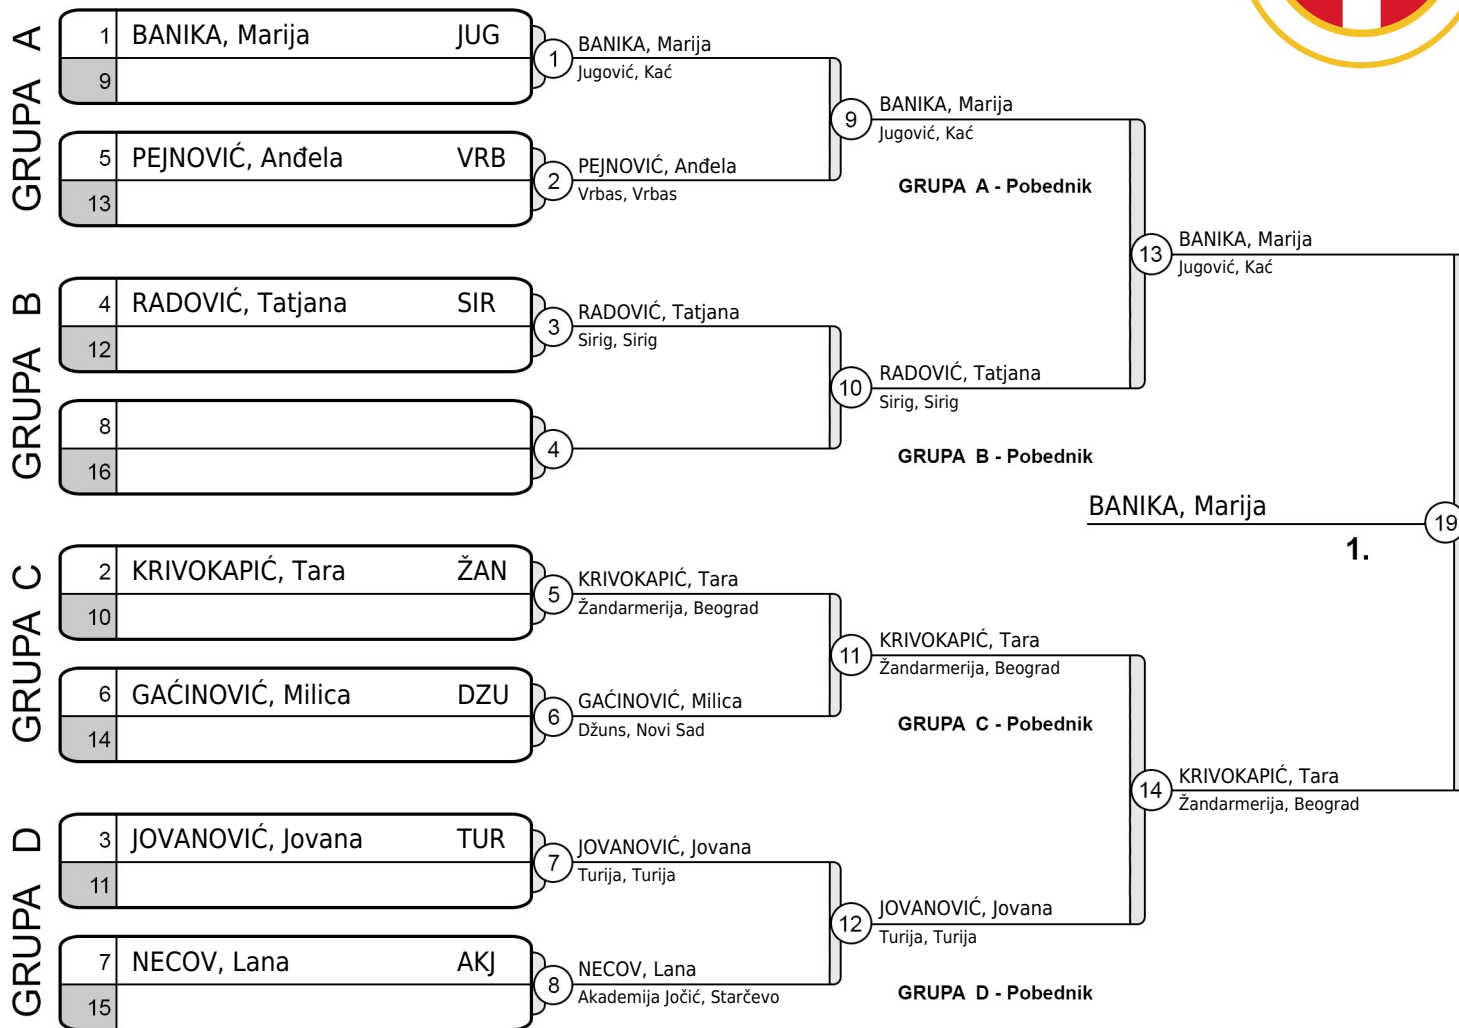 GRUPA A
1 BANIKA, Marija JUG
9
5 PEJNOVIĆ, Anđela VRB
13
1
BANIKA, Marija
Jugović, Kać
2
PEJNOVIĆ, Anđela
Vrbas, Vrbas
9
BANIKA, Marija
Jugović, Kać
GRUPA A - Pobednik
GRUPA B
4 RADOVIĆ, Tatjana SIR
12
8
16
3
RADOVIĆ, Tatjana
Sirig, Sirig
4
10
RADOVIĆ, Tatjana
Sirig, Sirig
GRUPA B - Pobednik
13
BANIKA, Marija
Jugović, Kać
BANIKA, Marija
1.
19
GRUPA C
2 KRIVOKAPIĆ, Tara ŽAN
10
6 GAĆINOVIĆ, Milica DZU
14
5
KRIVOKAPIĆ, Tara
Žandarmerija, Beograd
6
GAĆINOVIĆ, Milica
Džuns, Novi Sad
11
KRIVOKAPIĆ, Tara
Žandarmerija, Beograd
GRUPA C - Pobednik
14
KRIVOKAPIĆ, Tara
Žandarmerija, Beograd
GRUPA D
3 JOVANOVIĆ, Jovana TUR
11
7 NECOV, Lana AKJ
15
7
JOVANOVIĆ, Jovana
Turija, Turija
8
NECOV, Lana
Akademija Jočić, Starčevo
12
JOVANOVIĆ, Jovana
Turija, Turija
GRUPA D - Pobednik